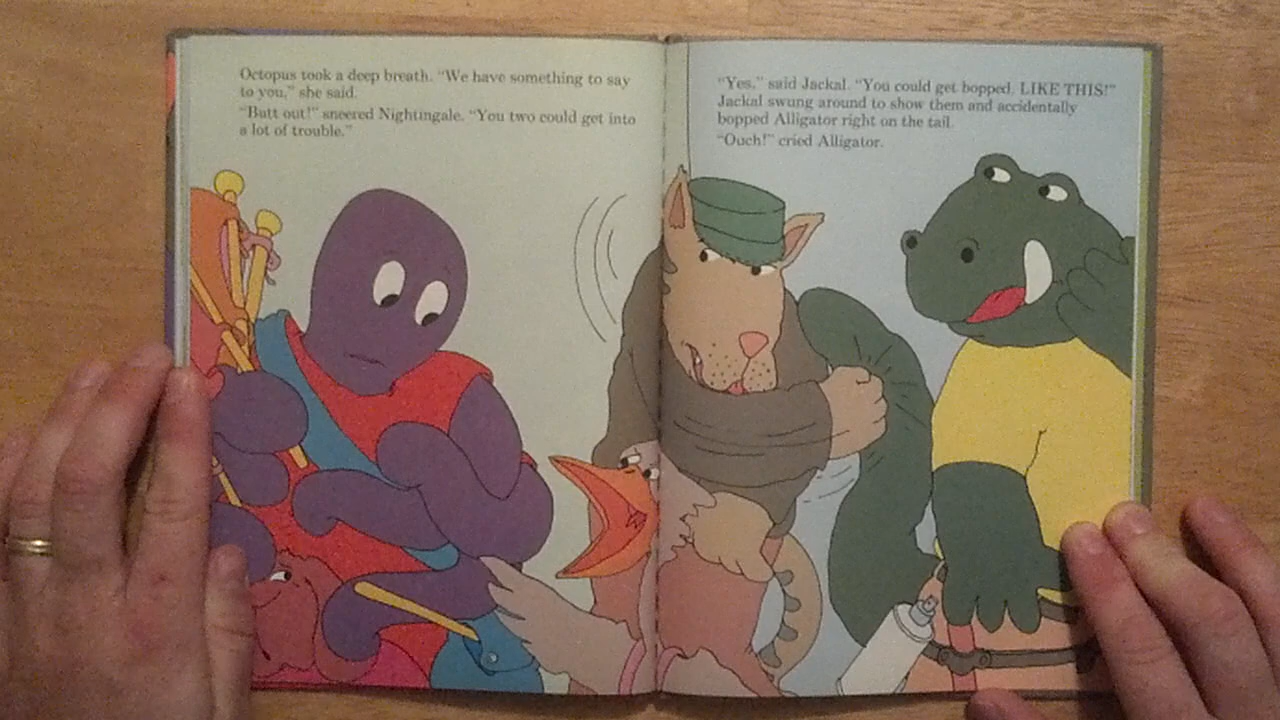 Octopus took a deep breath. "We have something to say
to you," she said.
"Butt out!" sneered Nightingale. "You two could get into
a lot of trouble."
"Yes," said Jackal. "You could get bopped. LIKE THIS!"
Jackal swung around to show them and accidentally
bopped Alligator right on the tail.
"Ouch!" cried Alligator.